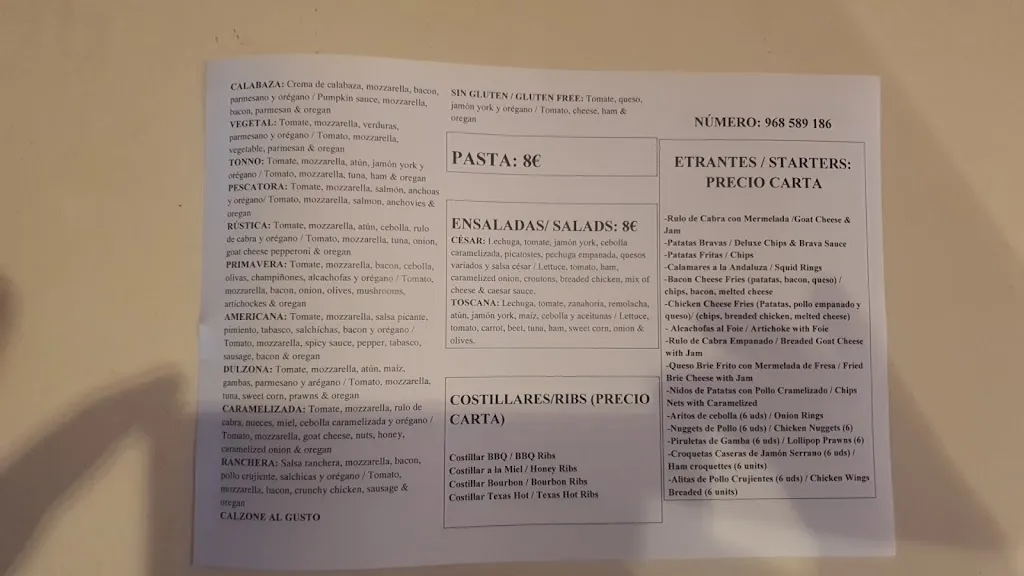 CALABAZA: Crema de calabaza, mozzarella, bacon,
parmesano y orégano / Pumpkin sauce, mozzarella,
bacon, parmesan & oregan
VEGETAL: Tomate, mozzarella, verduras,
parmesano y orégano / Tomato, mozzarella,
vegetable, parmesan & oregan
TONNO: Tomate, mozzarella, atún, jamón york y
orégano / Tomato, mozzarella, tuna, ham & oregan
PESCATORA: Tomate, mozzarella, salmón, anchoas
y orégano/ Tomato, mozzarella, salmon, anchovies &
oregan
RÚSTICA: Tomate, mozzarella, atún, cebolla, rulo
de cabra y orégano / Tomato, mozzarella, tuna, onion,
goat cheese pepperoni & oregan
PRIMAVERA: Tomate, mozzarella, bacon, cebolla,
olivas, champiñones, alcachofas y orégano / Tomato,
mozzarella, bacon, onion, olives, mushrooms,
artichockes & oregan
AMERICANA: Tomate, mozzarella, salsa picante,
pimiento, tabasco, salchichas, bacon y orégano /
Tomato, mozzarella, spicy sauce, pepper, tabasco,
sausage, bacon & oregan
DULZONA: Tomate, mozzarella, atún, maíz,
gambas, parmesano y arégano / Tomato, mozzarella,
tuna, sweet corn, prawns & oregan
CARAMELIZADA: Tomate, mozzarella, rulo de
cabra, nueces, miel, cebolla caramelizada y orégano /
Tomato, mozzarella, goat cheese, nuts, honey,
caramelized onion & oregan
RANCHERA: Salsa ranchera, mozzarella, bacon,
pollo crujiente, salchicas y orégano / Tomato,
mozzarella, bacon, crunchy chicken, sausage &
oregan
CALZONE AL GUSTO
SIN GLUTEN / GLUTEN FREE: Tomate, queso,
jamón york y orégano / Tomato, cheese, ham &
oregan
PASTA: 8€
ENSALADAS/ SALADS: 8€
CÉSAR: Lechuga, tomate, jamón york, cebolla
caramelizada, picatostes, pechuga empanada, quesos
variados y salsa césar / Lettuce, tomato, ham,
caramelized onion, croutons, breaded chicken, mix of
cheese & caesar sauce.
TOSCANA: Lechuga, tomate, zanahoria, remolacha,
atún, jamón york, maíz, cebolla y aceitunas / Lettuce,
tomato, carrot, beet, tuna, ham, sweet corn, onion &
olives.
COSTILLARES/RIBS (PRECIO
CARTA)
Costillar BBQ / BBQ Ribs
Costillar a la Miel / Honey Ribs
Costillar Bourbon / Bourbon Ribs
Costillar Texas Hot / Texas Hot Ribs
NÚMERO: 968 589 186
ETRANTES / STARTERS:
PRECIO CARTA
-Rulo de Cabra con Mermelada /Goat Cheese &
Jam
-Patatas Bravas / Deluxe Chips & Brava Sauce
-Patatas Fritas / Chips
-Calamares a la Andaluza / Squid Rings
-Bacon Cheese Fries (patatas, bacon, queso) /
chips, bacon, melted cheese
-Chicken Cheese Fries (Patatas, pollo empanado y
queso)/ (chips, breaded chicken, melted cheese)
- Alcachofas al Foie / Artichoke with Foie
-Rulo de Cabra Empanado / Breaded Goat Cheese
with Jam
-Queso Brie Frito con Mermelada de Fresa / Fried
Brie Cheese with Jam
-Nidos de Patatas con Pollo Cramelizado / Chips
Nets with Caramelized
-Aritos de cebolla (6 uds) / Onion Rings
-Nuggets de Pollo (6 uds) / Chicken Nuggets (6)
-Piruletas de Gamba (6 uds) / Lollipop Prawns (6)
-Croquetas Caseras de Jamón Serrano (6 uds) /
Ham croquettes (6 units)
-Alitas de Pollo Crujientes (6 uds) / Chicken Wings
Breaded (6 units)